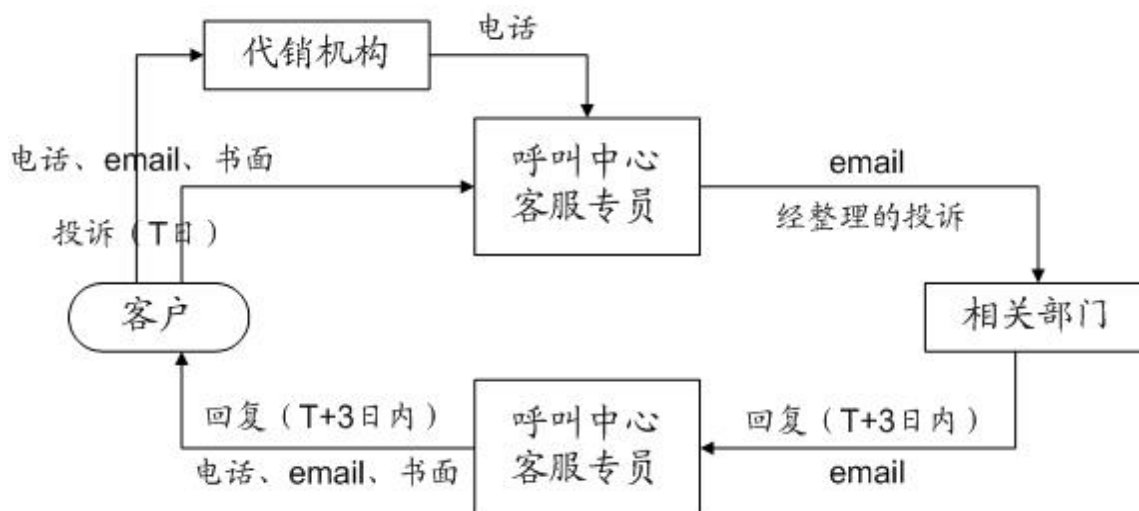 代销机构
电话
电话、email、书面
呼叫中心
客服专员
email
经整理的投诉
投诉（T日）
客户
相关部门
回复（T+3日内）
电话、email、书面
呼叫中心
客服专员
回复（T+3日内）
email